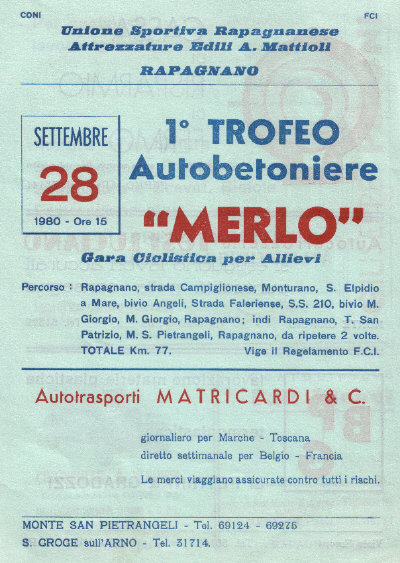 CONI FCI
Unione Sportiva Rapagnanese
Attrezzature Edili A. Mattioli
RAPAGNANO
SETTEMBRE
28
1980 - Ore 15
1° TROFEO
Autobetoniere
"MERLO"
Gara Ciclistica per Allievi
Percorso : Rapagnano, strada Campiglionese, Monturano, S. Elpidio
a Mare, bivio Angeli, Strada Faleriense, S.S. 210, bivio M.
Giorgio, M. Giorgio, Rapagnano; indi Rapagnano, T. San
Patrizio, M. S. Pietrangeli, Rapagnano, da ripetere 2 volte.
TOTALE Km. 77. Vige il Regolamento F.C.I.
Autotrasporti MATRICARDI & C.
giornaliero per Marche - Toscana
diretto settimanale per Belgio - Francia
Le merci viaggiano assicurate contro tutti i rischi.
MONTE SAN PIETRANGELI - Tel. 69124 - 69275
S. CROCE sull'ARNO - Tel. 31714.